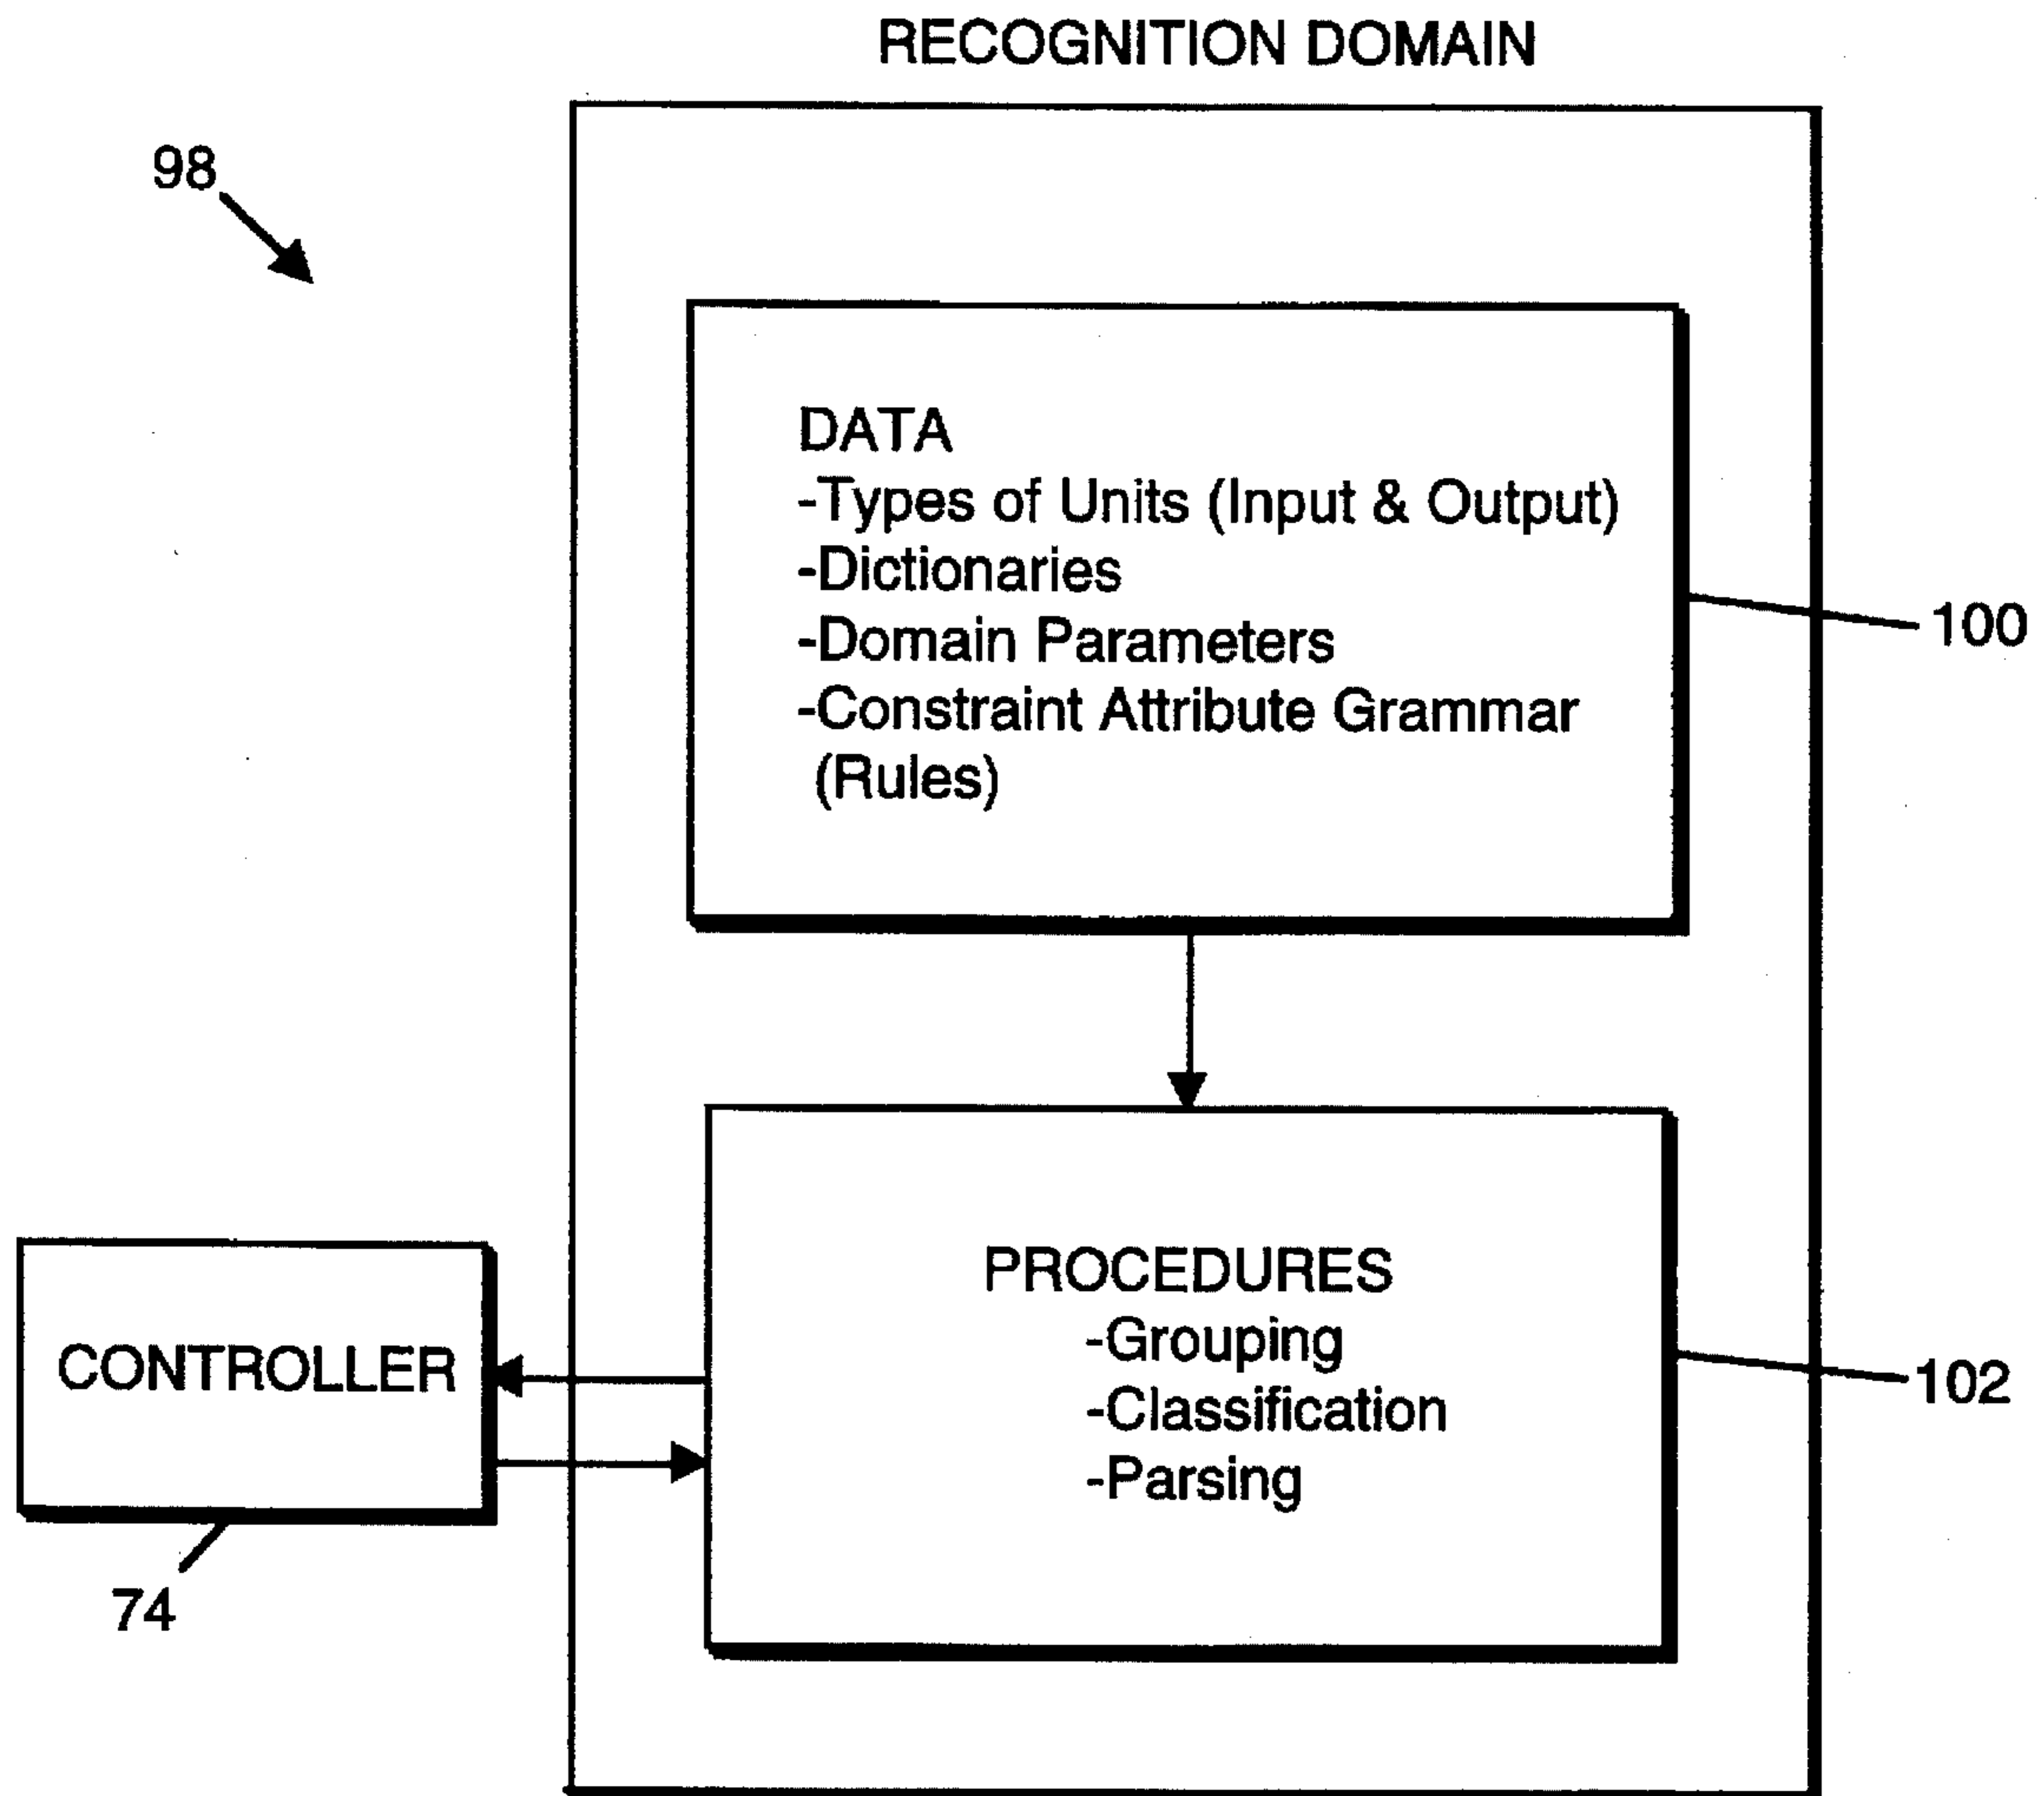 RECOGNITION DOMAIN
98
DATA
-Types of Units (Input & Output)
-Dictionaries
-Domain Parameters
-Constraint Attribute Grammar
(Rules)
100
PROCEDURES
-Grouping
-Classification
-Parsing
102
CONTROLLER
74